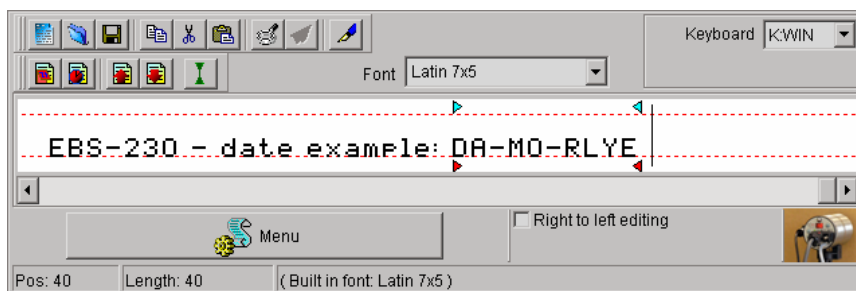 Keyboard K:WIN
Font Latin 7x5
EBS-230 - date example: DA-MO-RLYE
Menu
Right to left editing
Pos: 40 Length: 40 ( Built in font: Latin 7x5 )